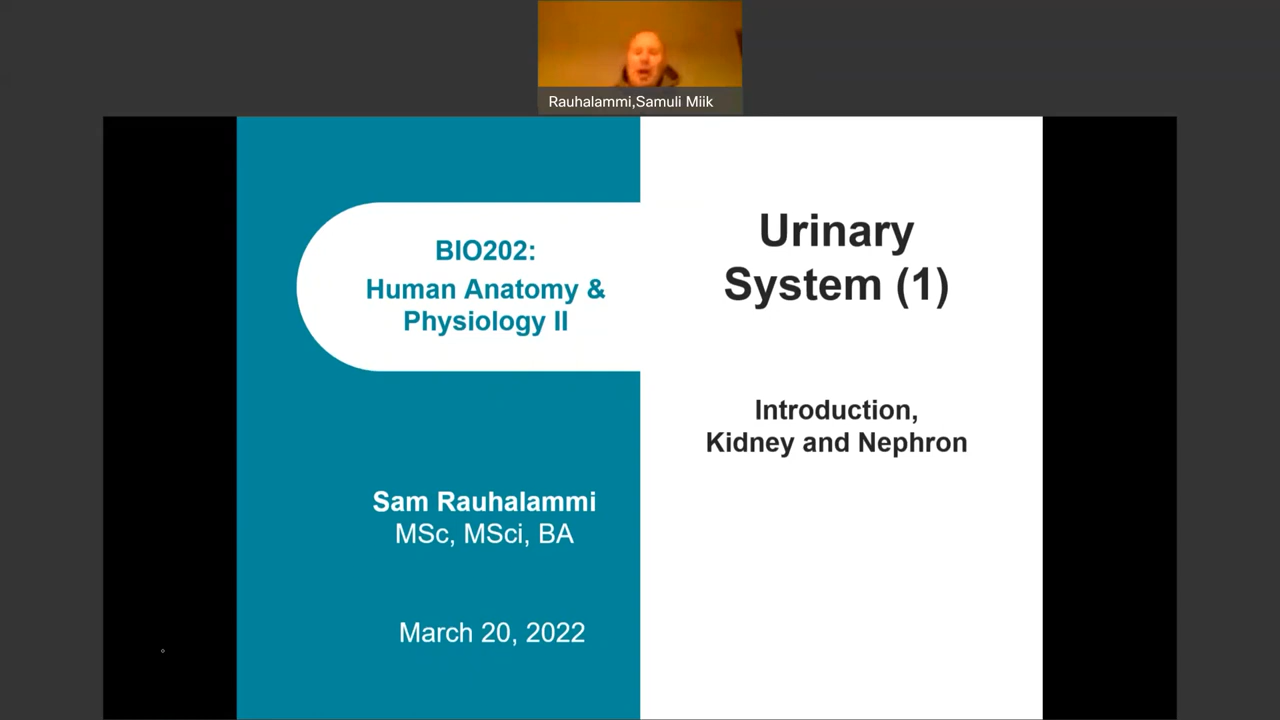 Rauhalammi,Samuli Miik
BIO202:
Human Anatomy &
Physiology II
Sam Rauhalammi
MSc, MSci, BA
March 20, 2022
Urinary
System (1)
Introduction,
Kidney and Nephron